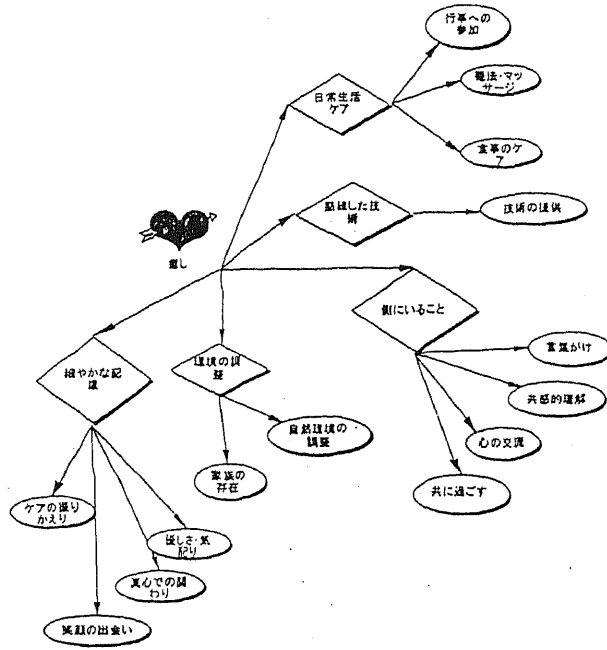 行事への
参加
罨法・マッ
サージ
日常生活
ケア
食事のケ
ア
熟練した技
術
技術の提供
癒し
側にいること
細やかな配
慮
環境の調
整
言葉がけ
共感的理解
自然環境の
調整
心の交流
家族の
存在
共に過ごす
ケアの振り
かえり
優しさ・気
配り
真心での関
わり
笑顔の出会い